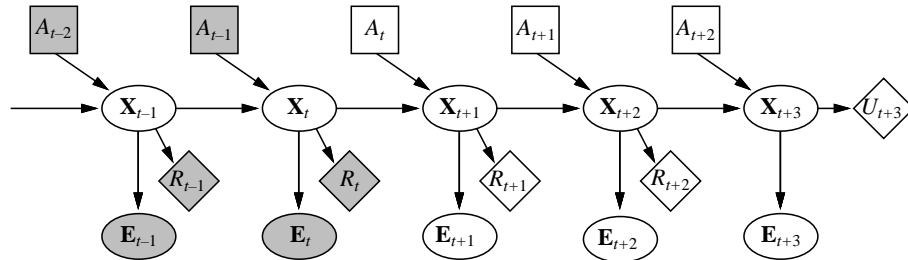 A_{t–2} A_{t–1} A_t A_{t+1} A_{t+2}
X_{t–1} X_t X_{t+1} X_{t+2} X_{t+3} U_{t+3}
R_{t–1} R_t R_{t+1} R_{t+2}
E_{t–1} E_t E_{t+1} E_{t+2} E_{t+3}